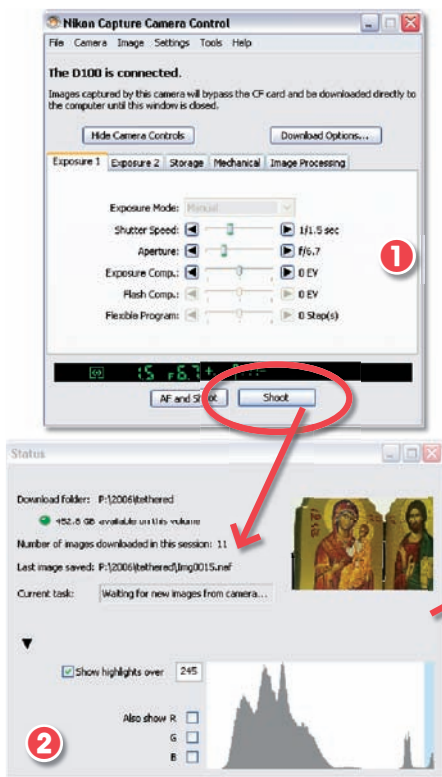 Nikon Capture Camera Control
File Camera Image Settings Tools Help
The D100 is connected.
Images captured by this camera will bypass the CF card and be downloaded directly to
the computer until this window is closed.
Hide Camera Controls Download Options...
Exposure 1 Exposure 2 Storage Mechanical Image Processing
Exposure Mode: Manual
Shutter Speed: 1/1.5 sec
Aperture: f/6.7
Exposure Comp.: 0 EV
Flash Comp.: 0 EV
Flexible Program: 0 Step(s)
1
15 F6.7
AF and Shoot Shoot
Status
Download folder: P:\2006\tethered
452.8 GB available on this volume
Number of images downloaded in this session: 11
Last image saved: P:\2006\tethered\Img0015.nef
Current task: Waiting for new images from camera...
Show highlights over 245
Also show R
G
B
2